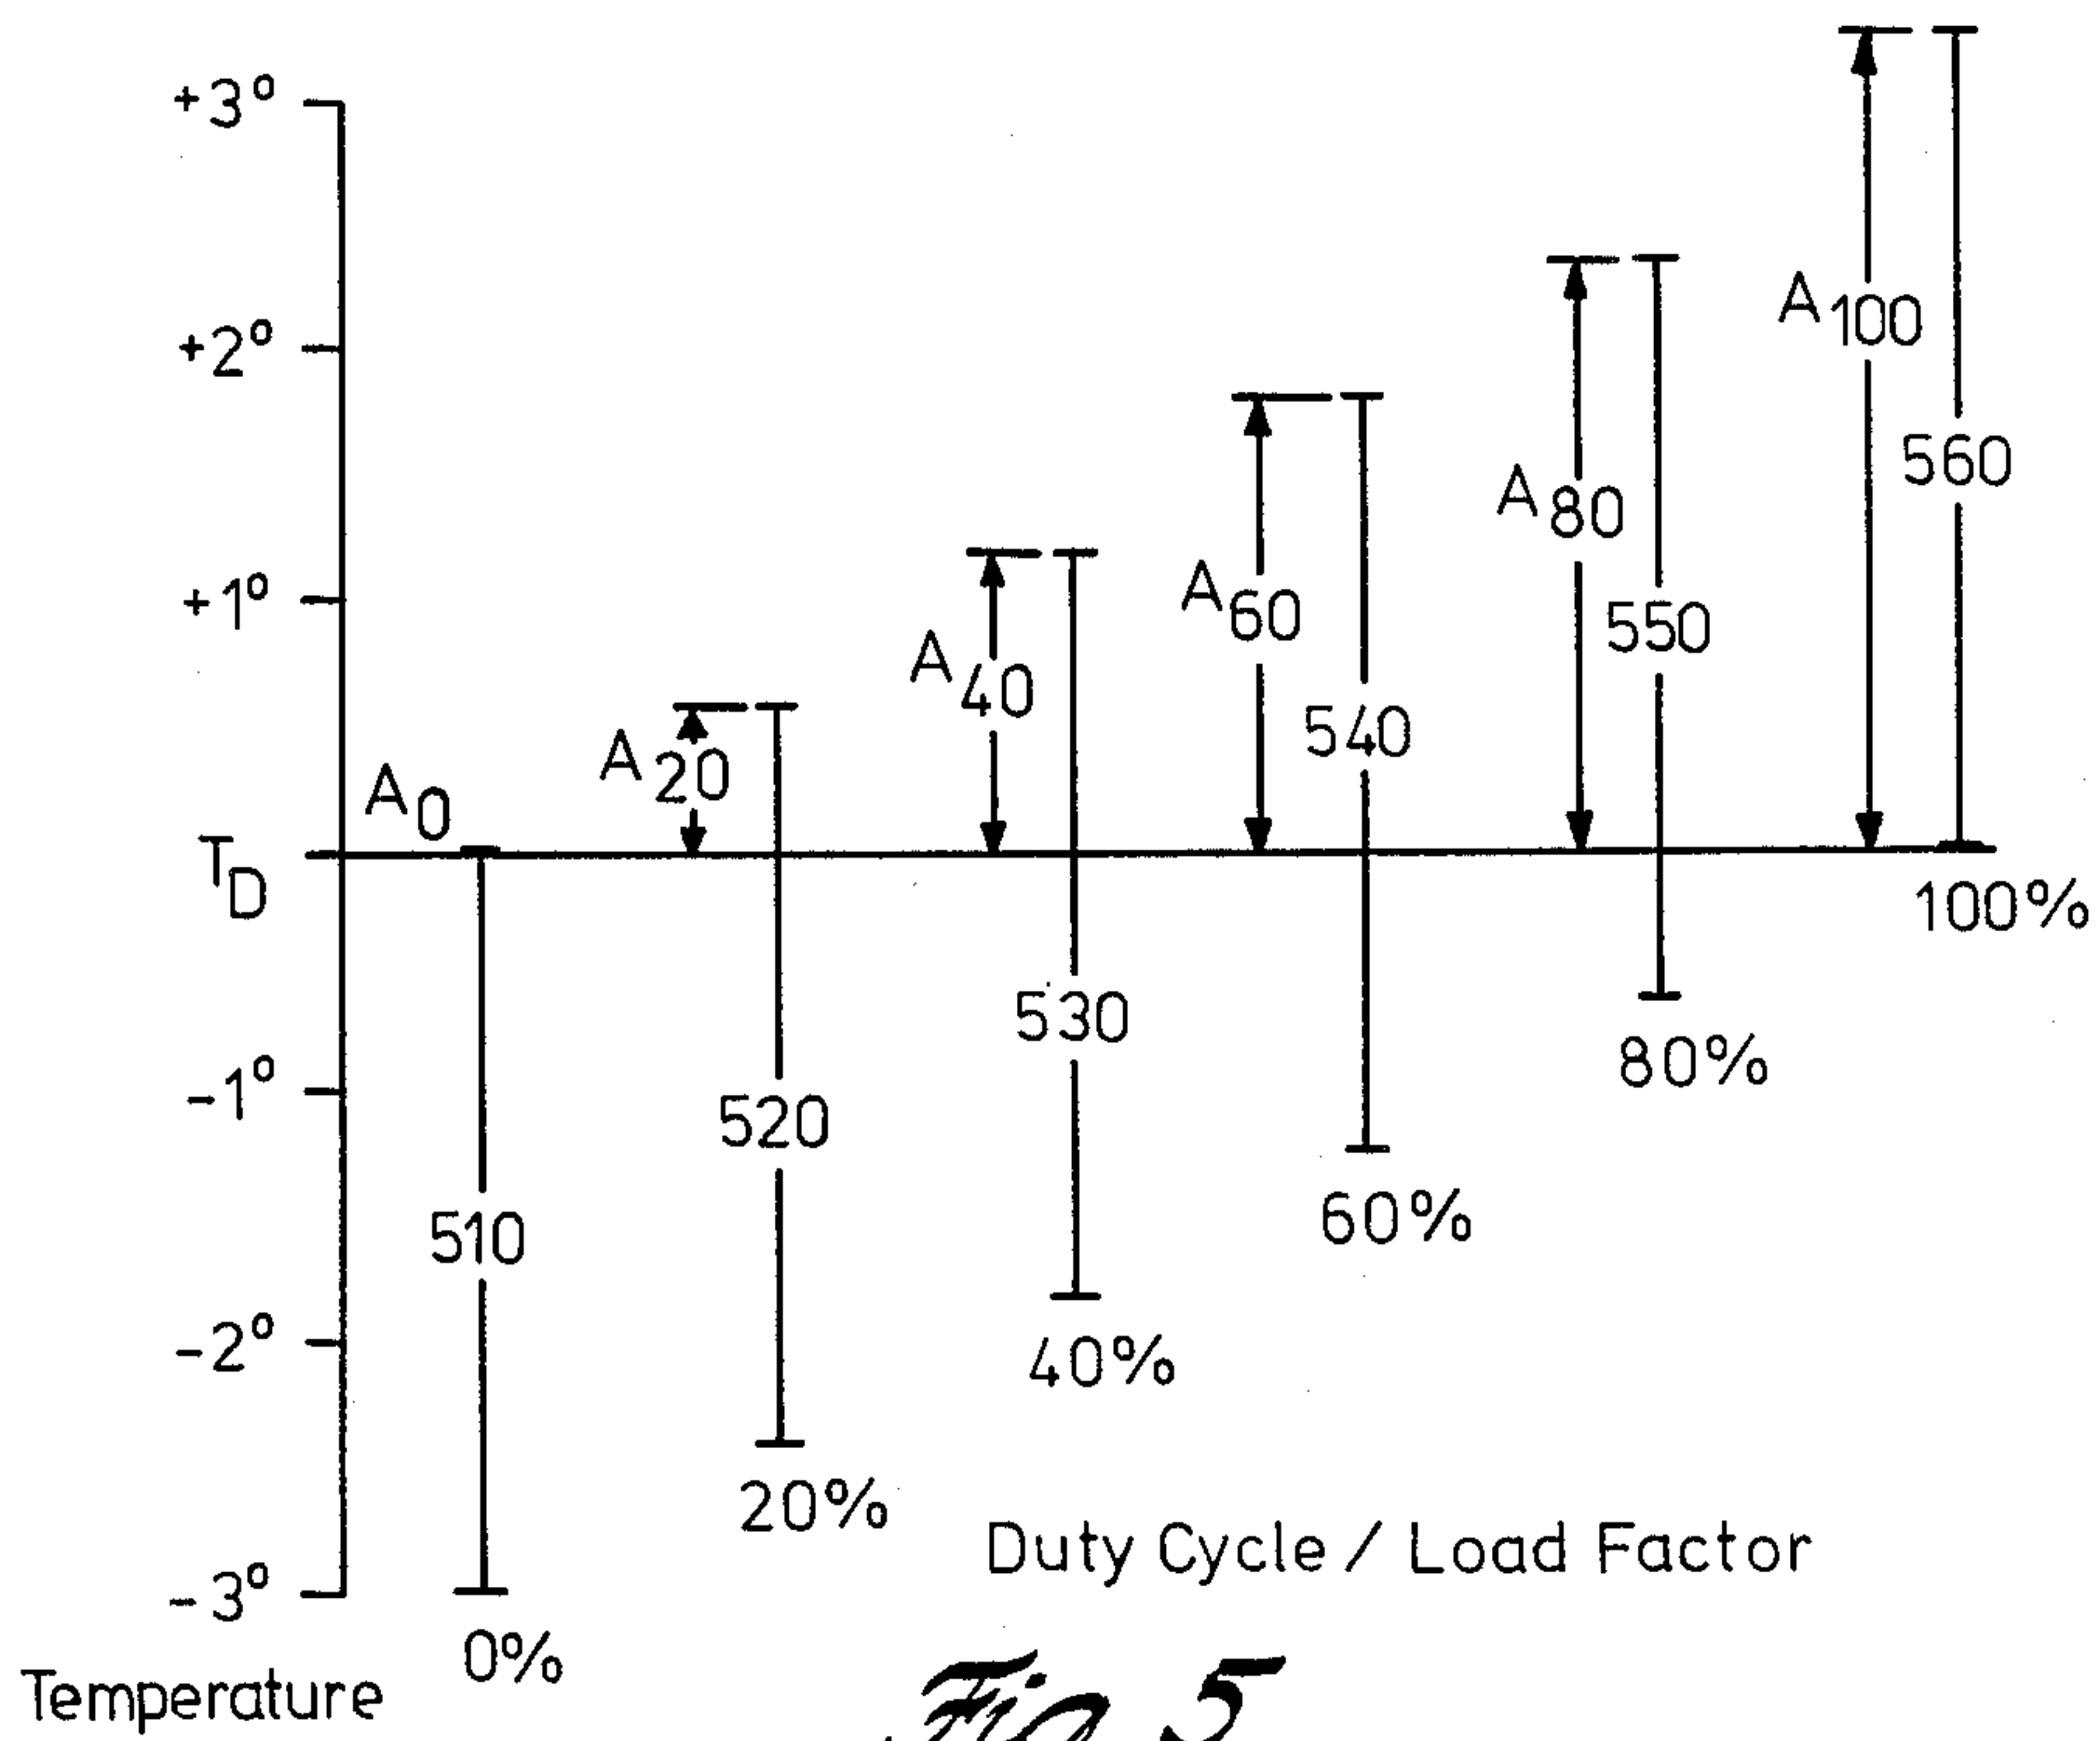 +3°
A100
+2°
560
A80
+1°
A60
550
A40
540
A20
A0
TD
100%
530
-1°
80%
520
60%
510
-2°
40%
20%
Duty Cycle / Load Factor
-3°
0%
Temperature
Fig 5